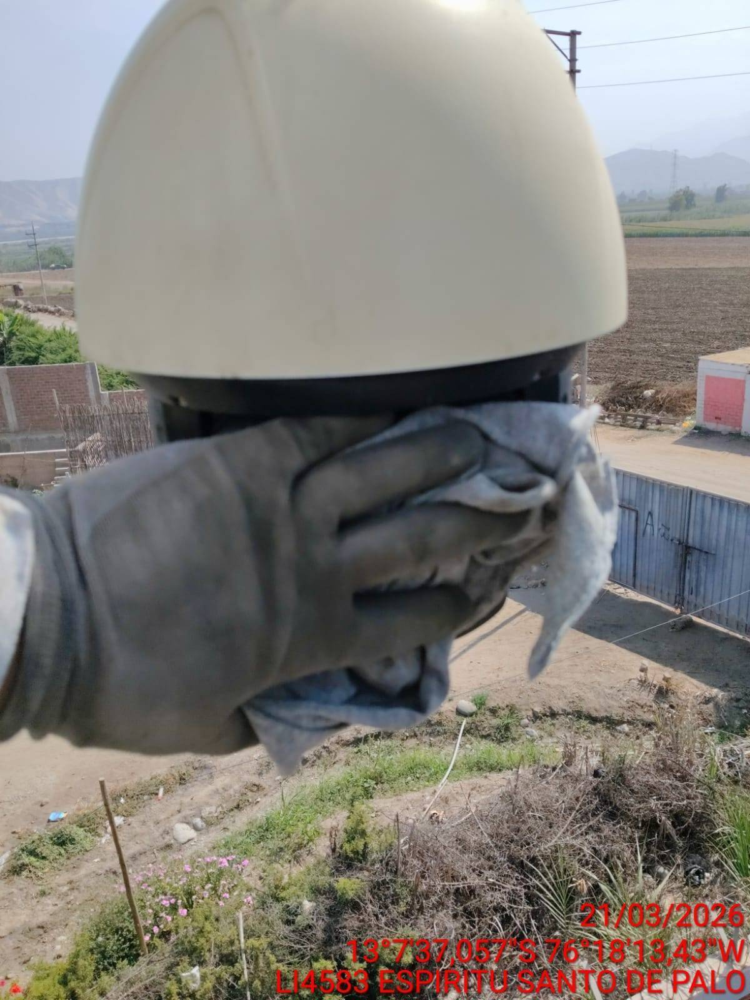 21/03/2026
13°7'37,057"S 76°18'13,43"W
LI4583 ESPIRITU SANTO DE PALO